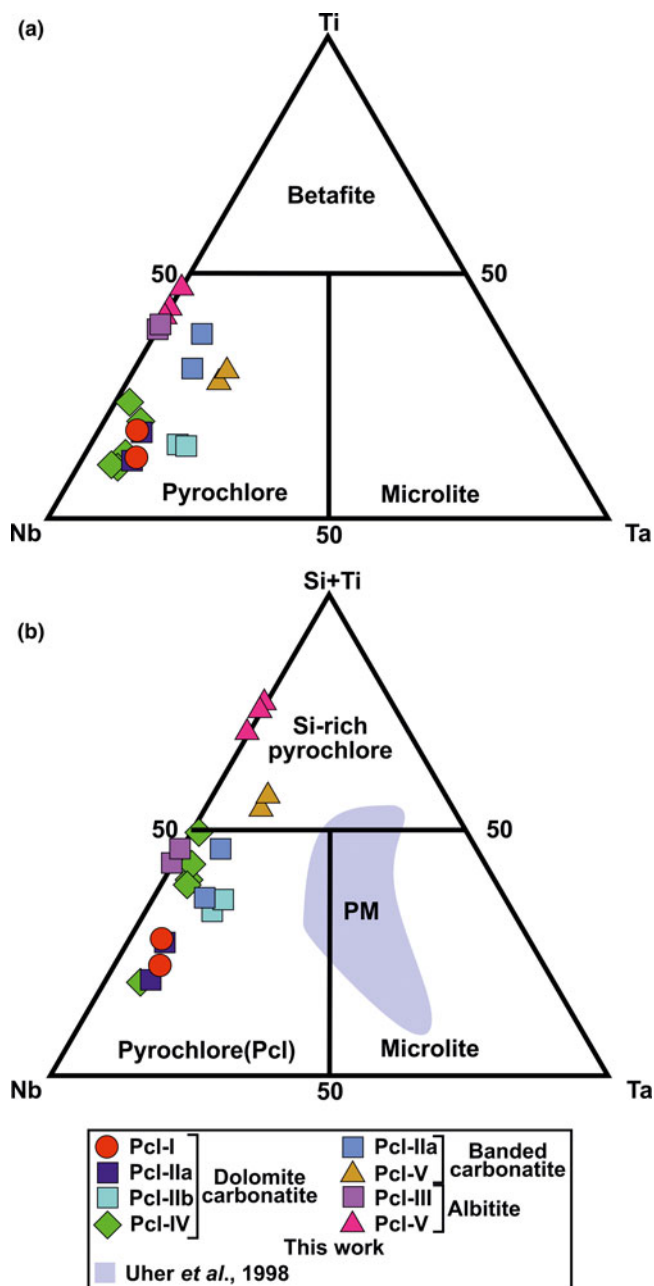 (a)
Ti
Betafite
50
50
Pyrochlore
Microlite
Nb
50
Ta
Si+Ti
(b)
Si-rich
pyrochlore
50
50
PM
Pyrochlore(Pcl)
Microlite
Nb
50
Ta
Pcl-I
Pcl-IIa
Pcl-IIb
Pcl-IV
Dolomite
carbonatite
Pcl-IIa
Pcl-V
Banded
carbonatite
Pcl-III
Pcl-V
Albitite
This work
Uher et al., 1998